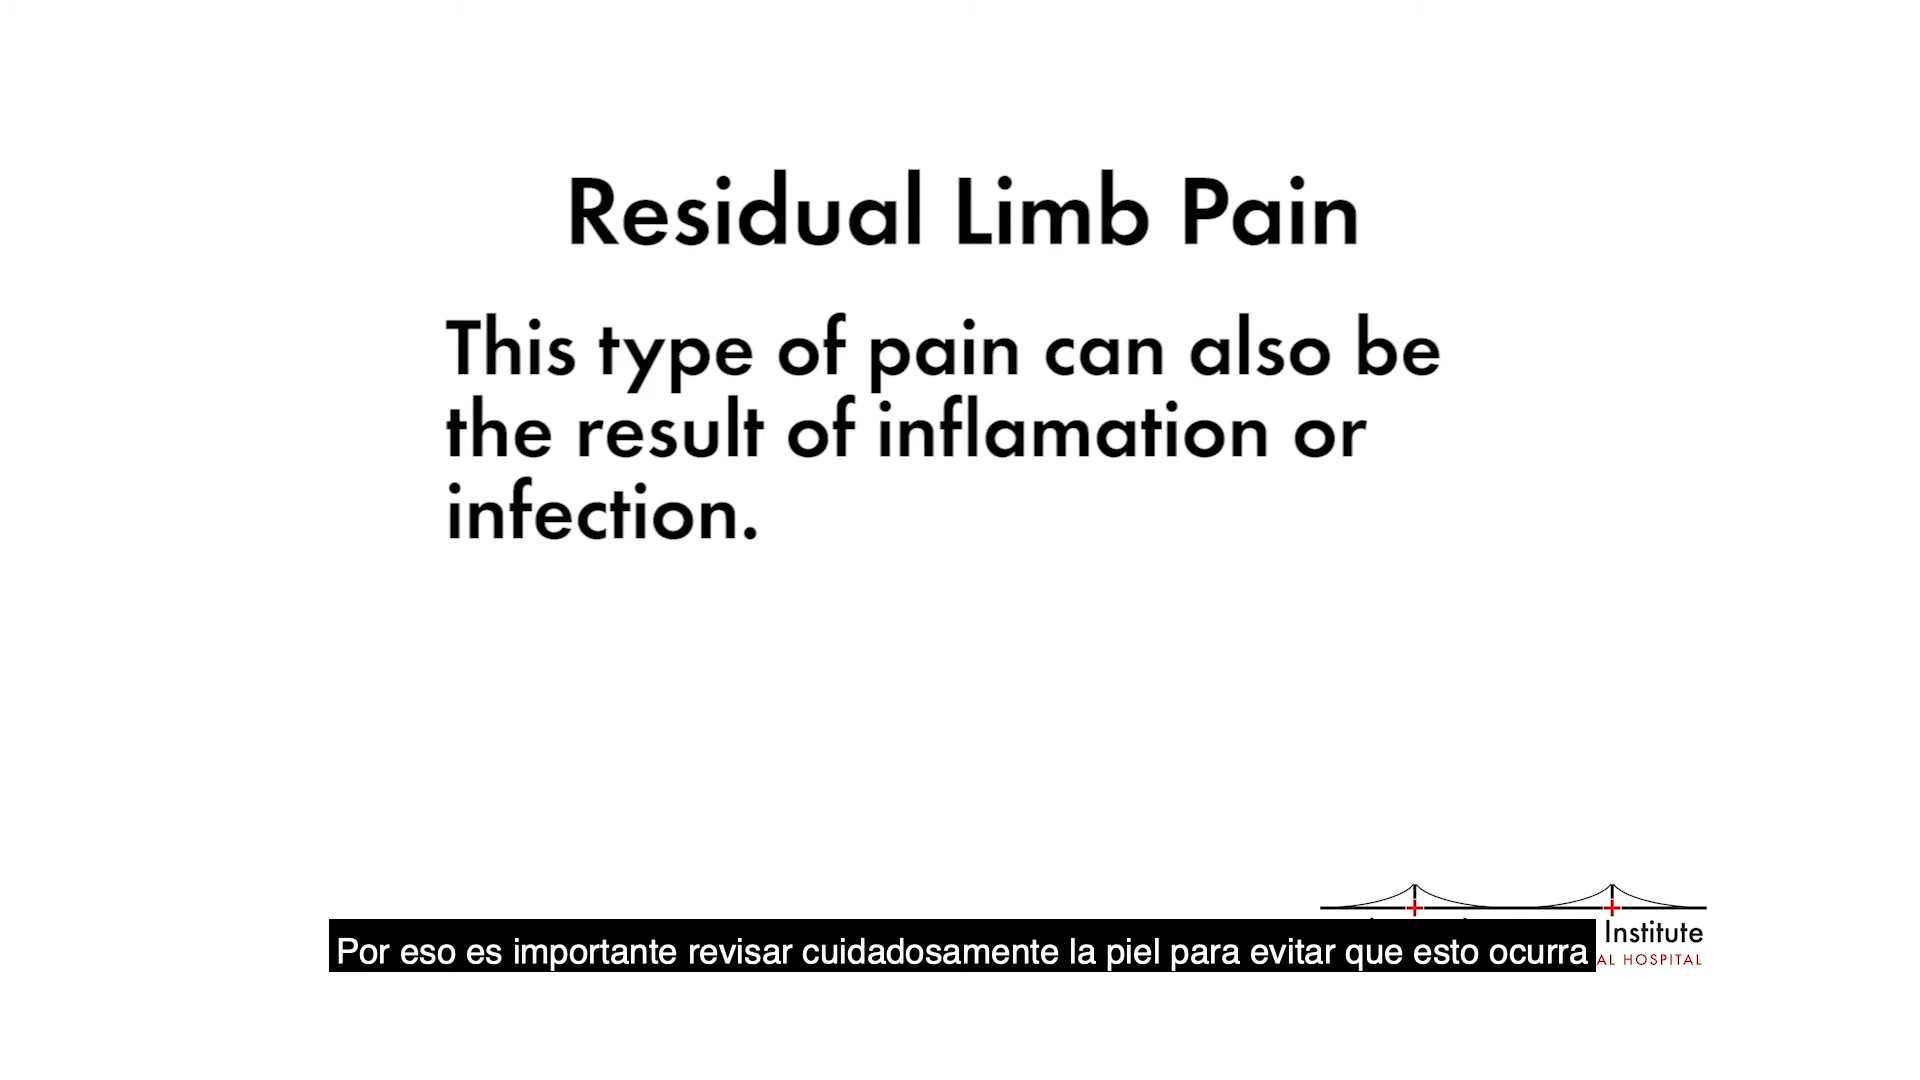 Residual Limb Pain
This type of pain can also be
the result of inflamation or
infection.
Institute
HOSPITAL
Por eso es importante revisar cuidadosamente la piel para evitar que esto ocurra